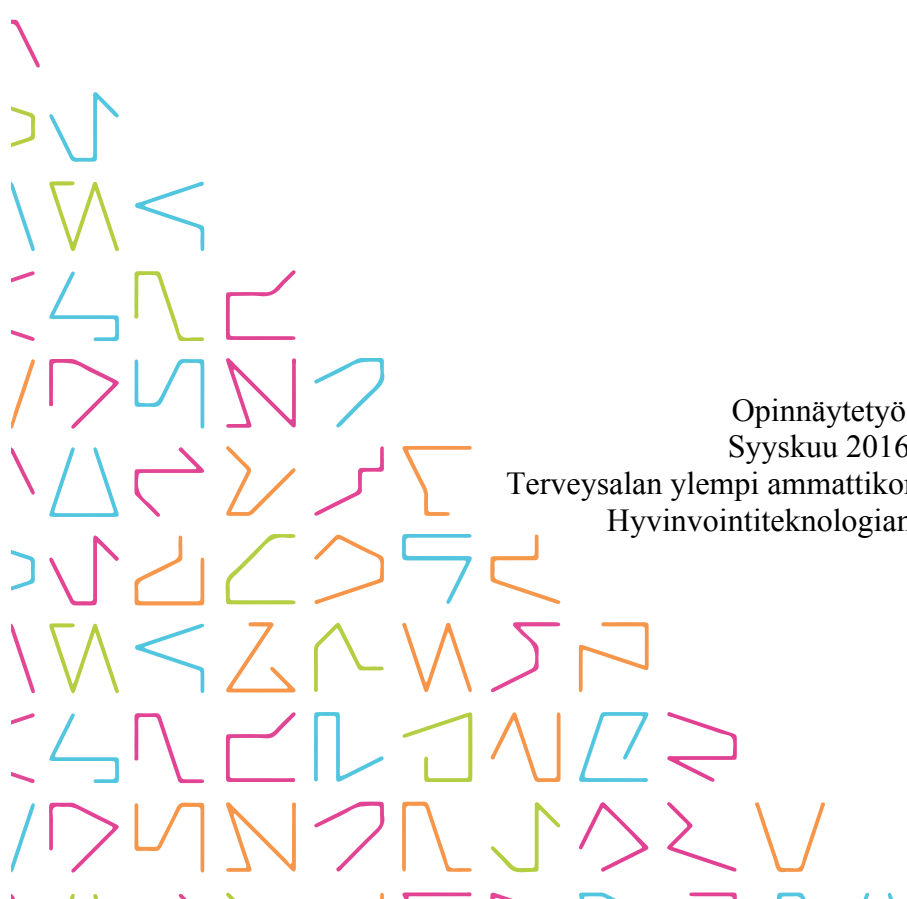 Opinnäytetyö
Syyskuu 2016
Terveysalan ylempi
Hyvinvointiteknologian